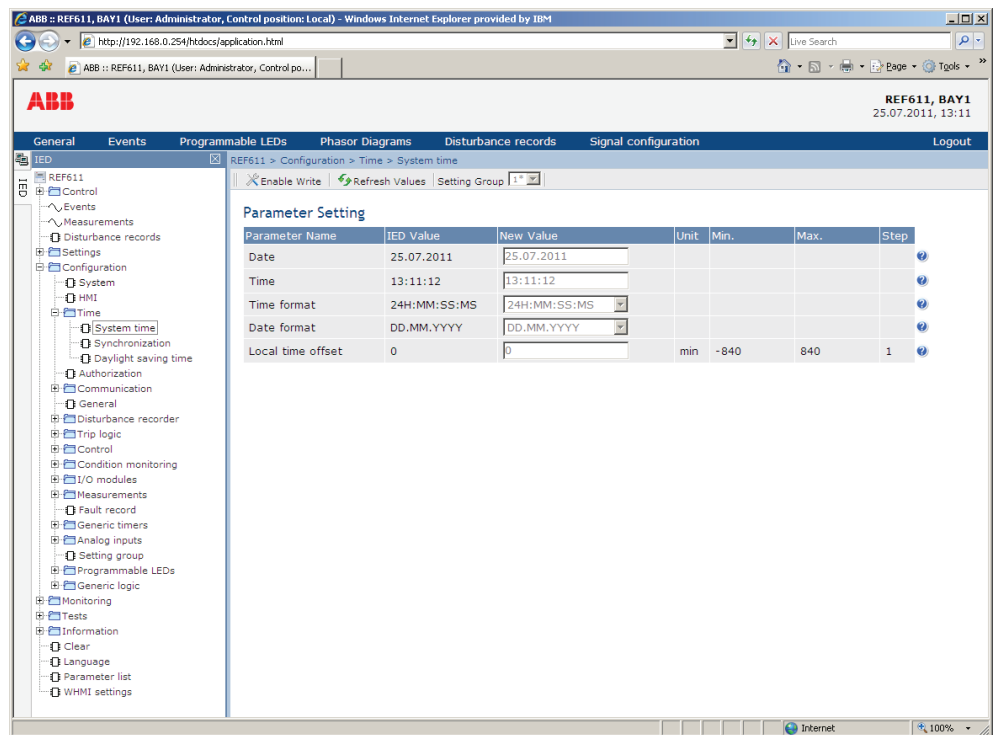 ABB :: REF611, BAY1 (User: Administrator, Control position: Local) - Windows Internet Explorer provided by IBM
http://192.168.0.254/htdocs/application.html
Live Search
ABB :: REF611, BAY1 (User: Administrator, Control po...
Page
Tools
»
ABB
REF611, BAY1
25.07.2011, 13:11
General Events Programmable LEDs Phasor Diagrams Disturbance records Signal configuration Logout
IED
IED
REF611 > Configuration > Time > System time
Enable Write Refresh Values Setting Group 1*
REF611
Control
Events
Measurements
Disturbance records
Settings
Configuration
System
HMI
Time
System time
Synchronization
Daylight saving time
Authorization
Communication
General
Disturbance recorder
Trip logic
Control
Condition monitoring
I/O modules
Measurements
Fault record
Generic timers
Analog inputs
Setting group
Programmable LEDs
Generic logic
Monitoring
Tests
Information
Clear
Language
Parameter list
WHMI settings
Parameter Setting
Parameter Name IED Value New Value Unit Min. Max. Step
Date 25.07.2011 25.07.2011
Time 13:11:12 13:11:12
Time format 24H:MM:SS:MS 24H:MM:SS:MS
Date format DD.MM.YYYY DD.MM.YYYY
Local time offset 0 0 min -840 840 1
Internet
100%